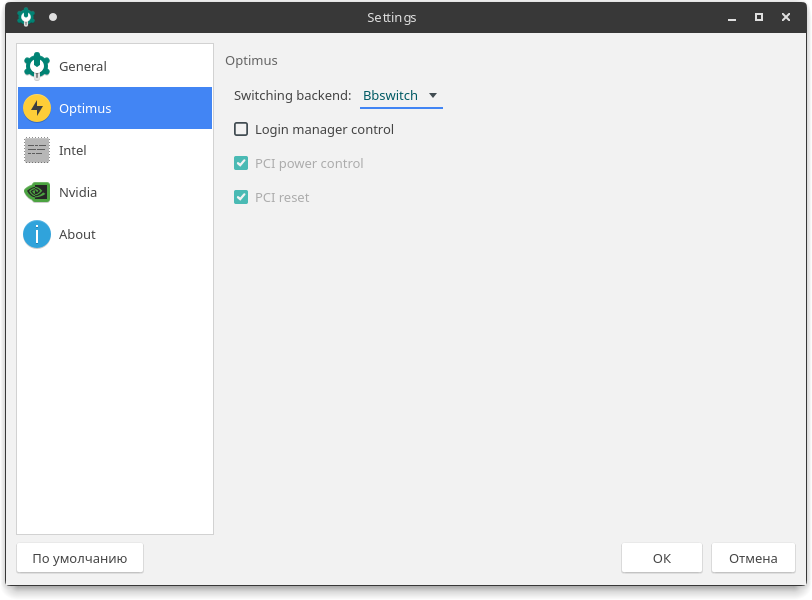 Settings
General
Optimus
Intel
Nvidia
About
Optimus
Switching backend: Bbswitch
Login manager control
PCI power control
PCI reset
По умолчанию
ОК
Отмена